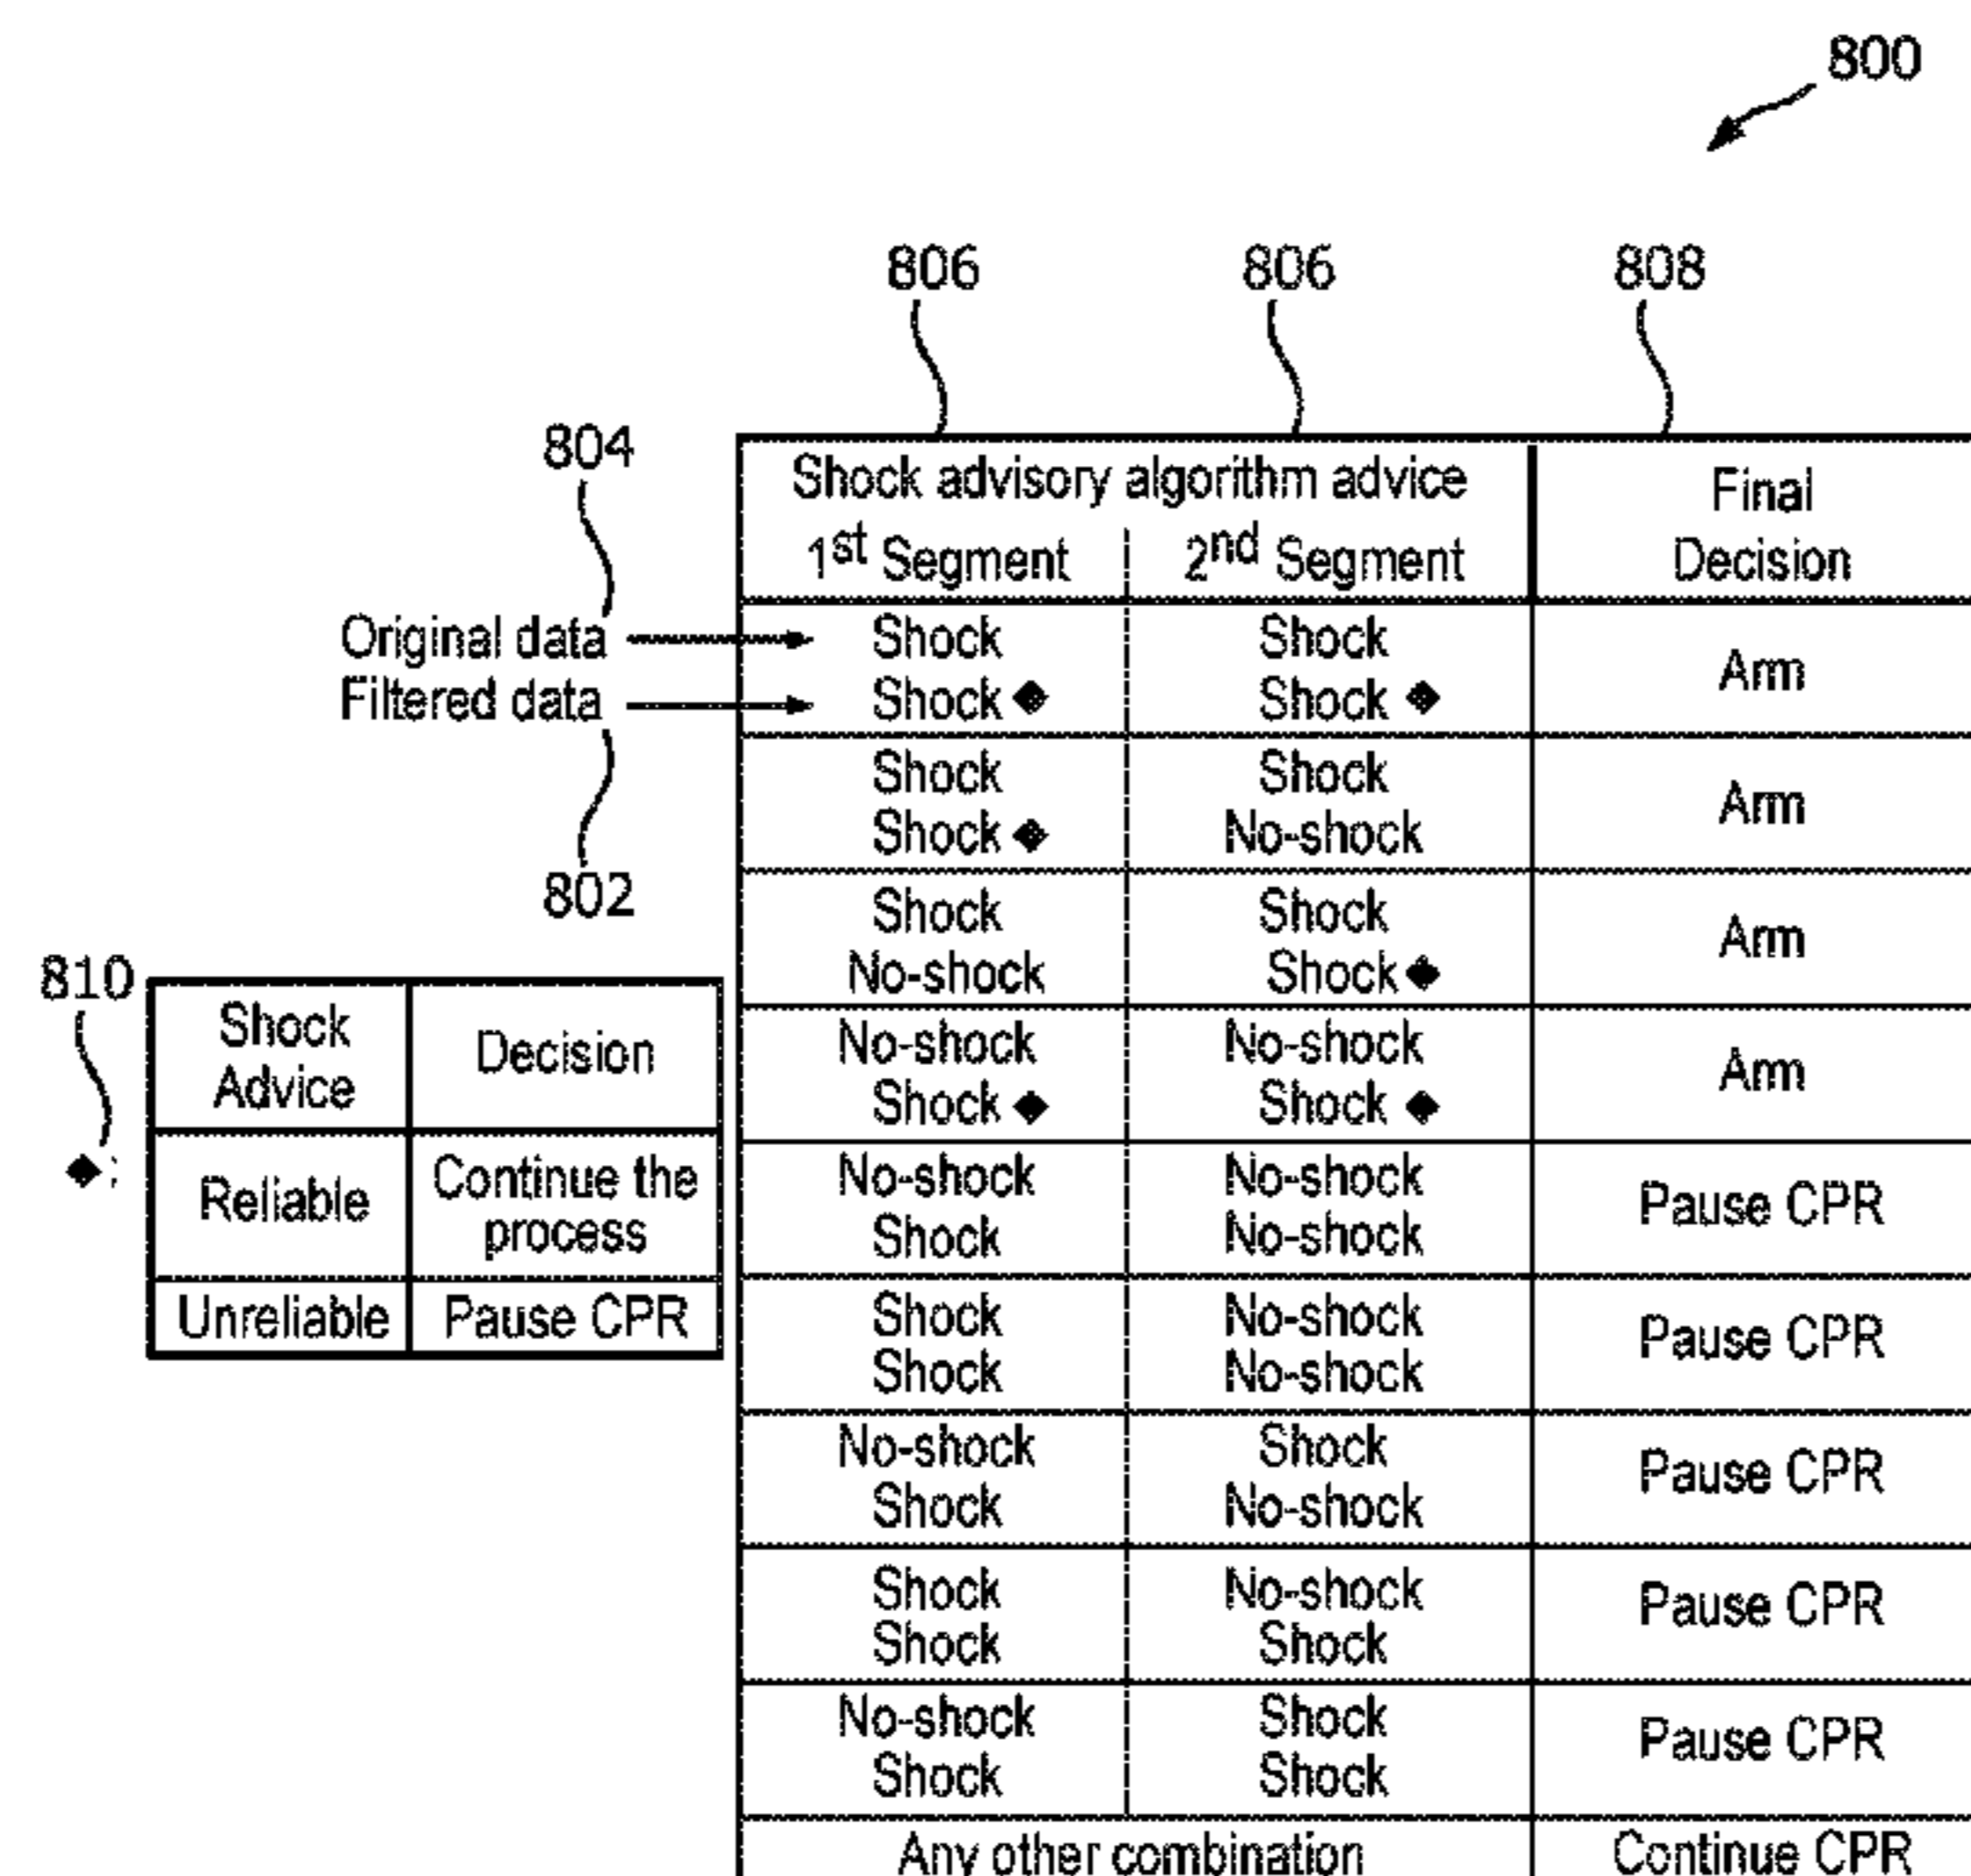 800
806 806 808
804
Shock advisory algorithm advice
1st Segment 2nd Segment
Final
Decision
Original data
Filtered data
802
Shock Shock
Shock ◆ Shock ◆
Arm
Shock Shock
Shock ◆ No-shock
Arm
Shock Shock
No-shock Shock ◆
Arm
No-shock No-shock
Shock ◆ Shock ◆
Arm
No-shock No-shock
Shock No-shock
Pause CPR
Shock No-shock
Shock No-shock
Pause CPR
No-shock Shock
Shock No-shock
Pause CPR
Shock No-shock
Shock Shock
Pause CPR
No-shock Shock
Shock Shock
Pause CPR
Any other combination Continue CPR
810
◆:
Shock
Advice
Decision
Reliable
Continue the
process
Unreliable Pause CPR